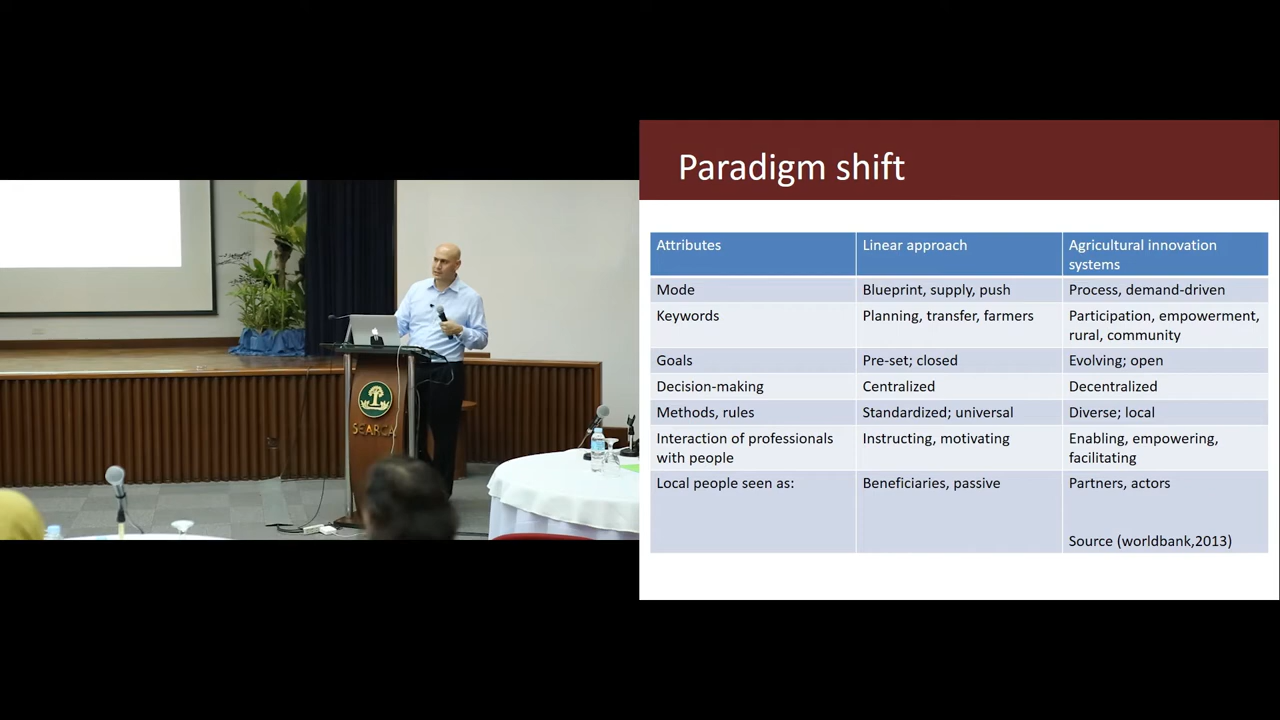 SEARCA
Paradigm shift
Attributes
Linear approach
Agricultural innovation
systems
Mode
Blueprint, supply, push
Process, demand-driven
Keywords
Planning, transfer, farmers
Participation, empowerment,
rural, community
Goals
Pre-set; closed
Evolving; open
Decision-making
Centralized
Decentralized
Methods, rules
Standardized; universal
Diverse; local
Interaction of professionals
with people
Instructing, motivating
Enabling, empowering,
facilitating
Local people seen as:
Beneficiaries, passive
Partners, actors
Source (worldbank,2013)